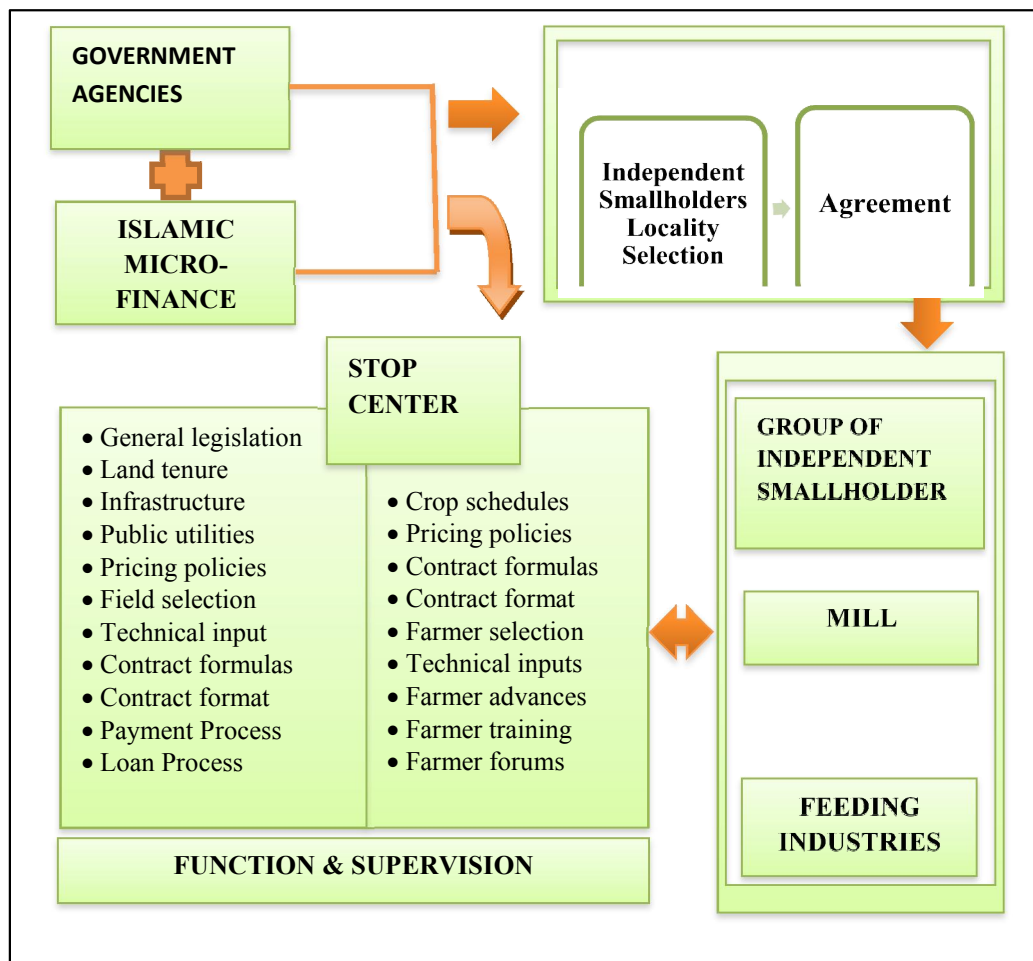 GOVERNMENT
AGENCIES
ISLAMIC
MICRO-
FINANCE
Independent
Smallholders
Locality
Selection
Agreement
STOP
CENTER
• General legislation
• Land tenure
• Infrastructure
• Public utilities
• Pricing policies
• Field selection
• Technical input
• Contract formulas
• Contract format
• Payment Process
• Loan Process
• Crop schedules
• Pricing policies
• Contract formulas
• Contract format
• Farmer selection
• Technical inputs
• Farmer advances
• Farmer training
• Farmer forums
FUNCTION & SUPERVISION
GROUP OF
INDEPENDENT
SMALLHOLDER
MILL
FEEDING
INDUSTRIES